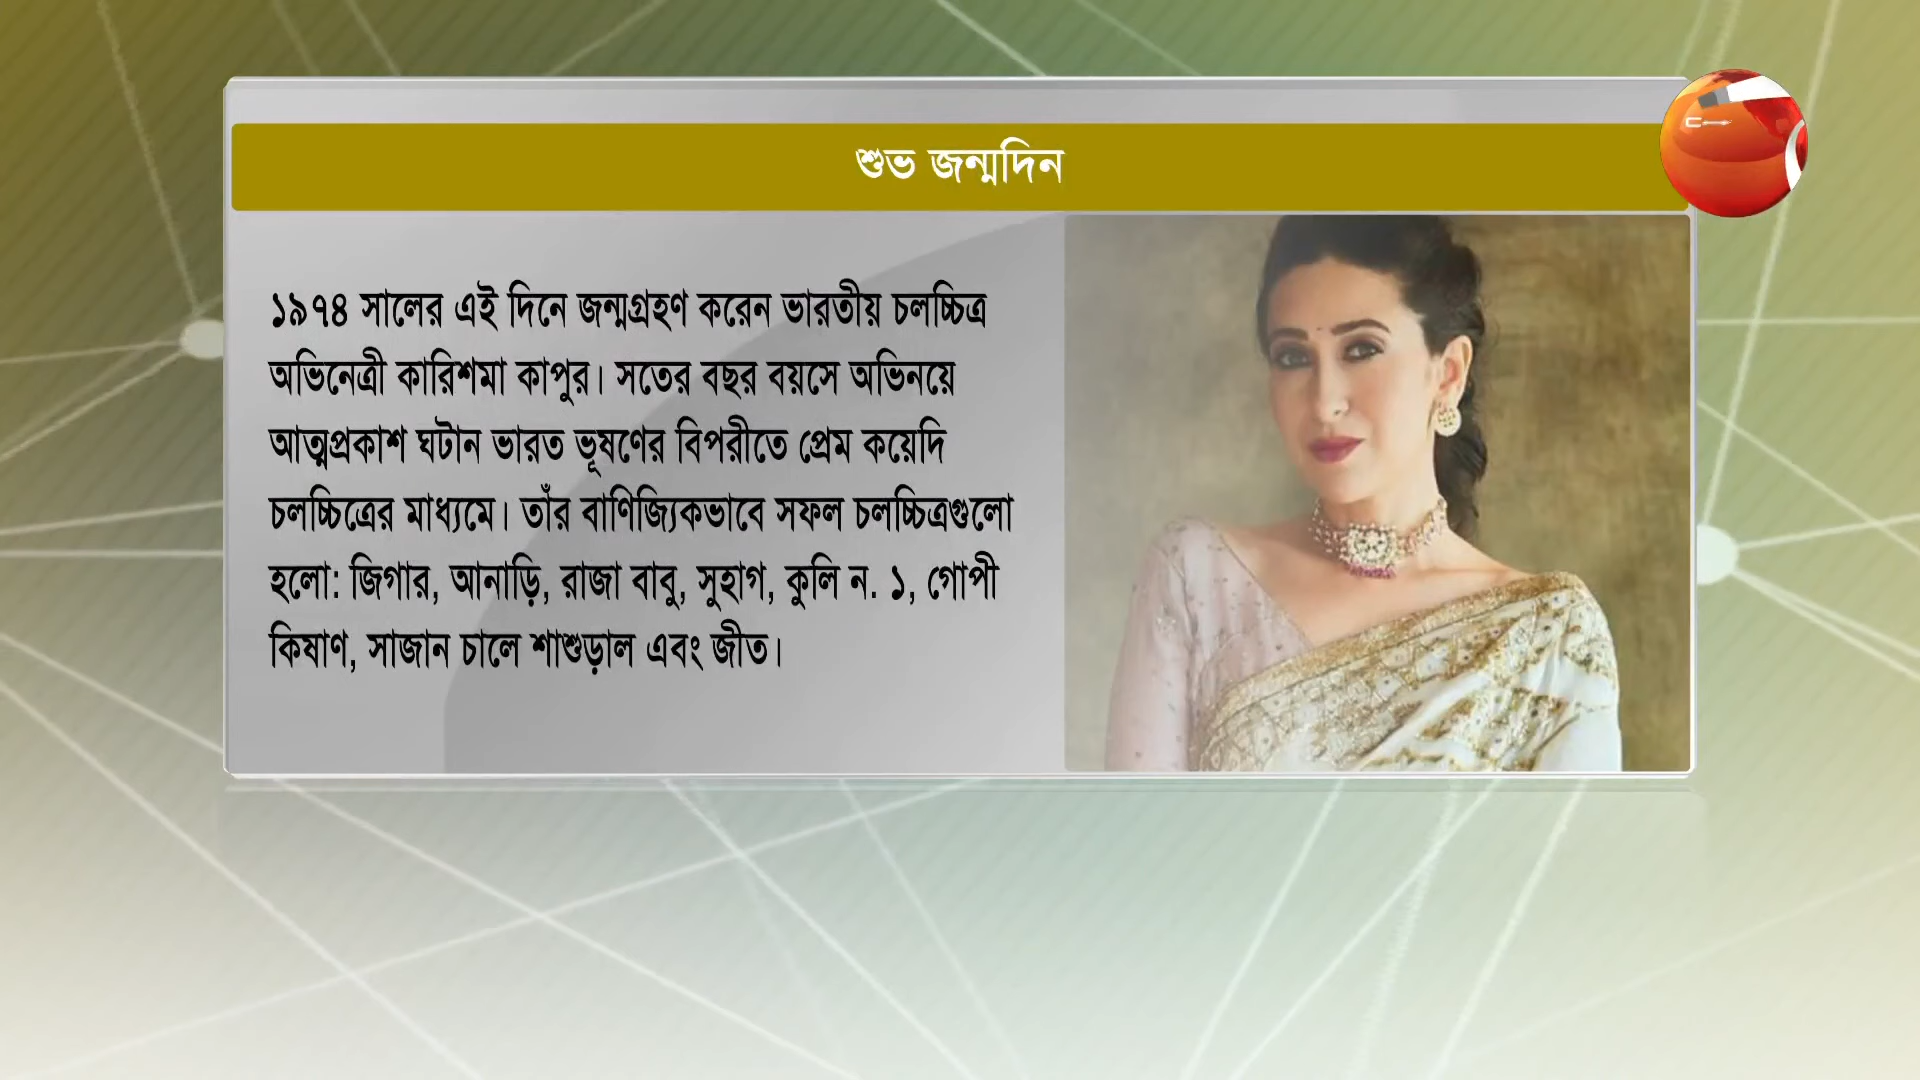 শুভ জন্মদিন
১৯৭৪ সালের এই দিনে জন্মগ্রহণ করেন ভারতীয় চলচ্চিত্র
অভিনেত্রী কারিশমা কাপুর। সতের বছর বয়সে অভিনয়ে
আত্মপ্রকাশ ঘটান ভারত ভূষণের বিপরীতে প্রেম কয়েদি
চলচ্চিত্রের মাধ্যমে। তাঁর বাণিজ্যিকভাবে সফল চলচ্চিত্রগুলো
হলো: জিগার, আনাড়ি, রাজা বাবু, সুহাগ, কুলি ন. ১, গোপী
কিষাণ, সাজান চালে শাশুড়াল এবং জীত।